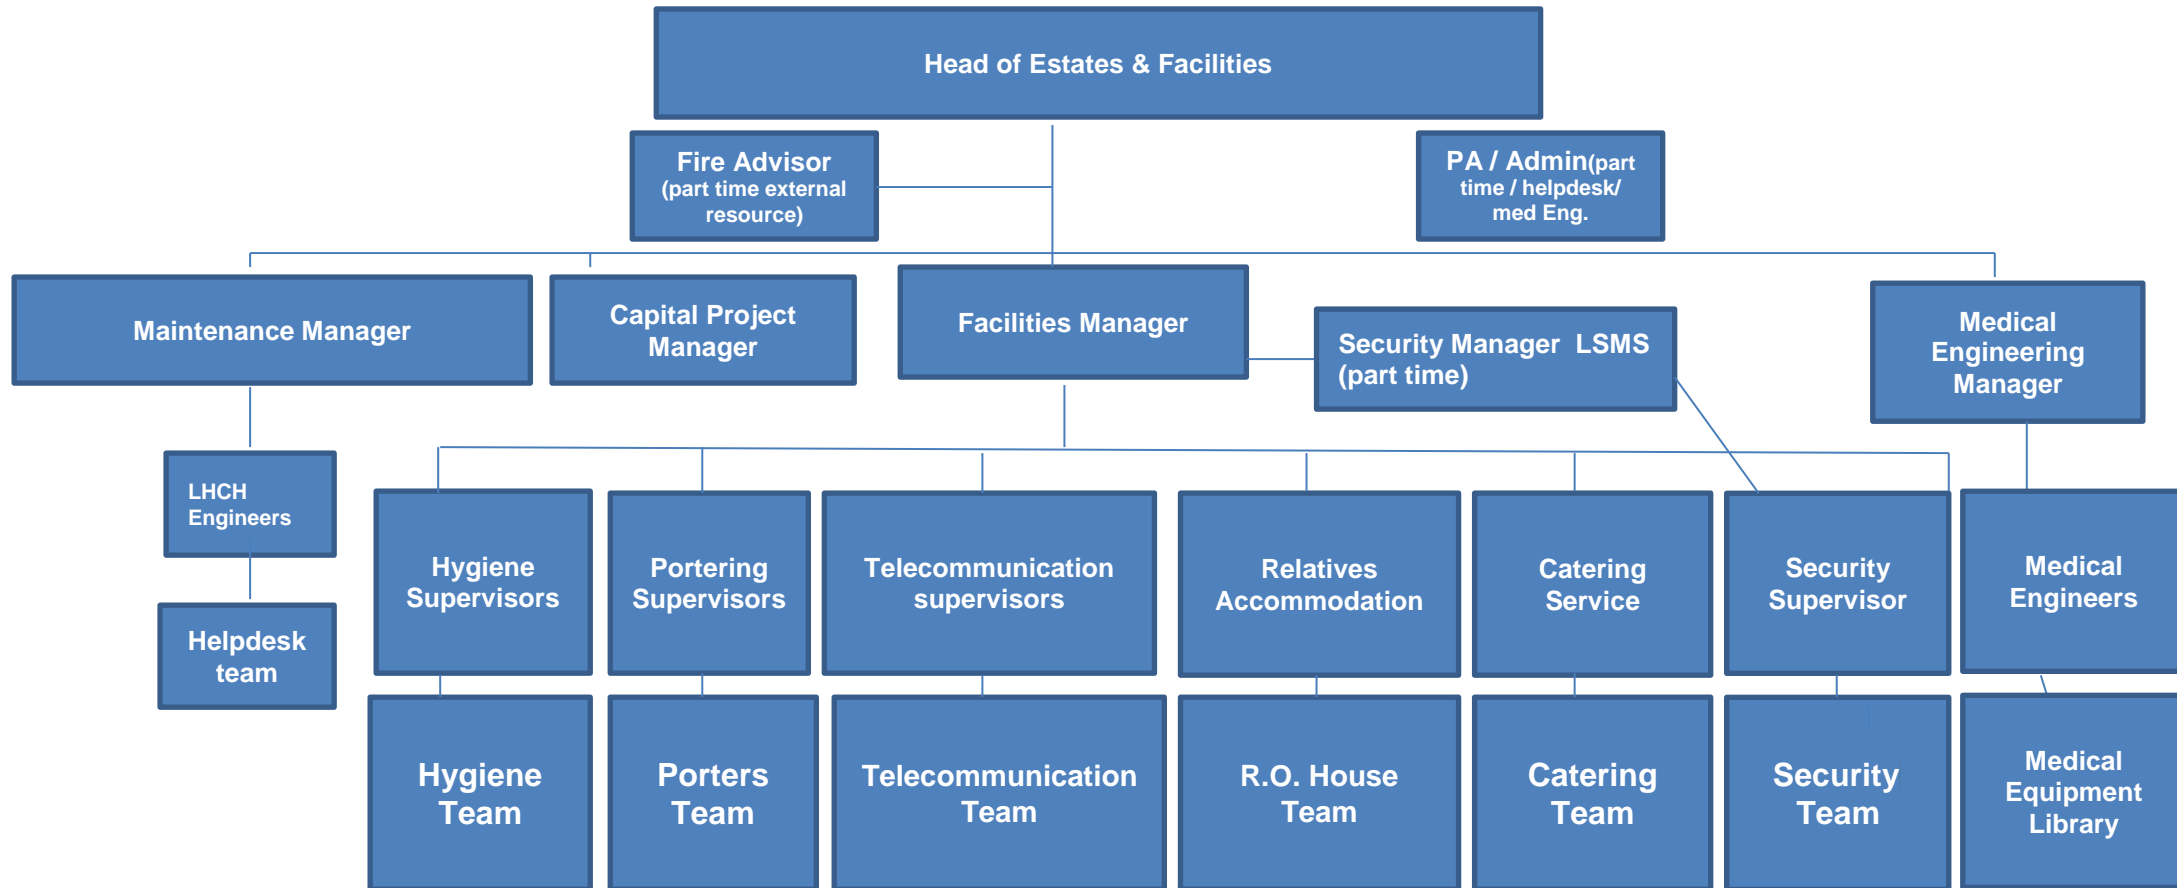 Head of Estates & Facilities
Fire Advisor
(part time external
resource)
PA / Admin(part
time / helpdesk/
med Eng.
Maintenance Manager
Capital Project
Manager
Facilities Manager
Security Manager  LSMS
(part time)
Medical
Engineering
Manager
LHCH
Engineers
Helpdesk
team
Hygiene
Supervisors
Portering
Supervisors
Telecommunication
supervisors
Relatives
Accommodation
Catering
Service
Security
Supervisor
Medical
Engineers
Hygiene
Team
Porters
Team
Telecommunication
Team
R.O. House
Team
Catering
Team
Security
Team
Medical
Equipment
Library